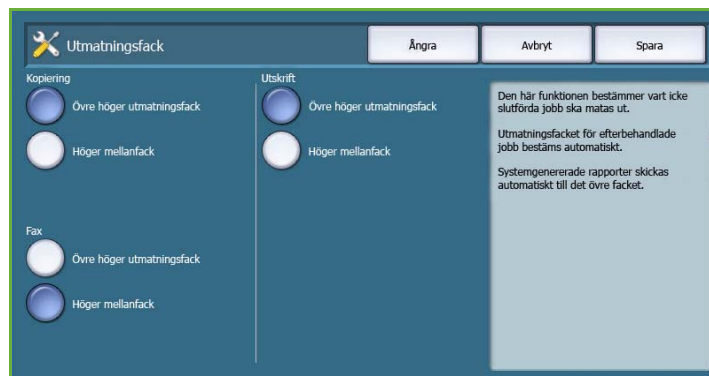 Utmatningsfack
Ångra
Avbryt
Spara
Kopiering
Övre höger utmatningsfack
Höger mellanfack
Fax
Övre höger utmatningsfack
Höger mellanfack
Utskrift
Övre höger utmatningsfack
Höger mellanfack
Den här funktionen bestämmer vart icke
slutförda jobb ska matas ut.
Utmatningsfacket för efterbehandlade
jobb bestäms automatiskt.
Systemgenererade rapporter skickas
automatiskt till det övre facket.